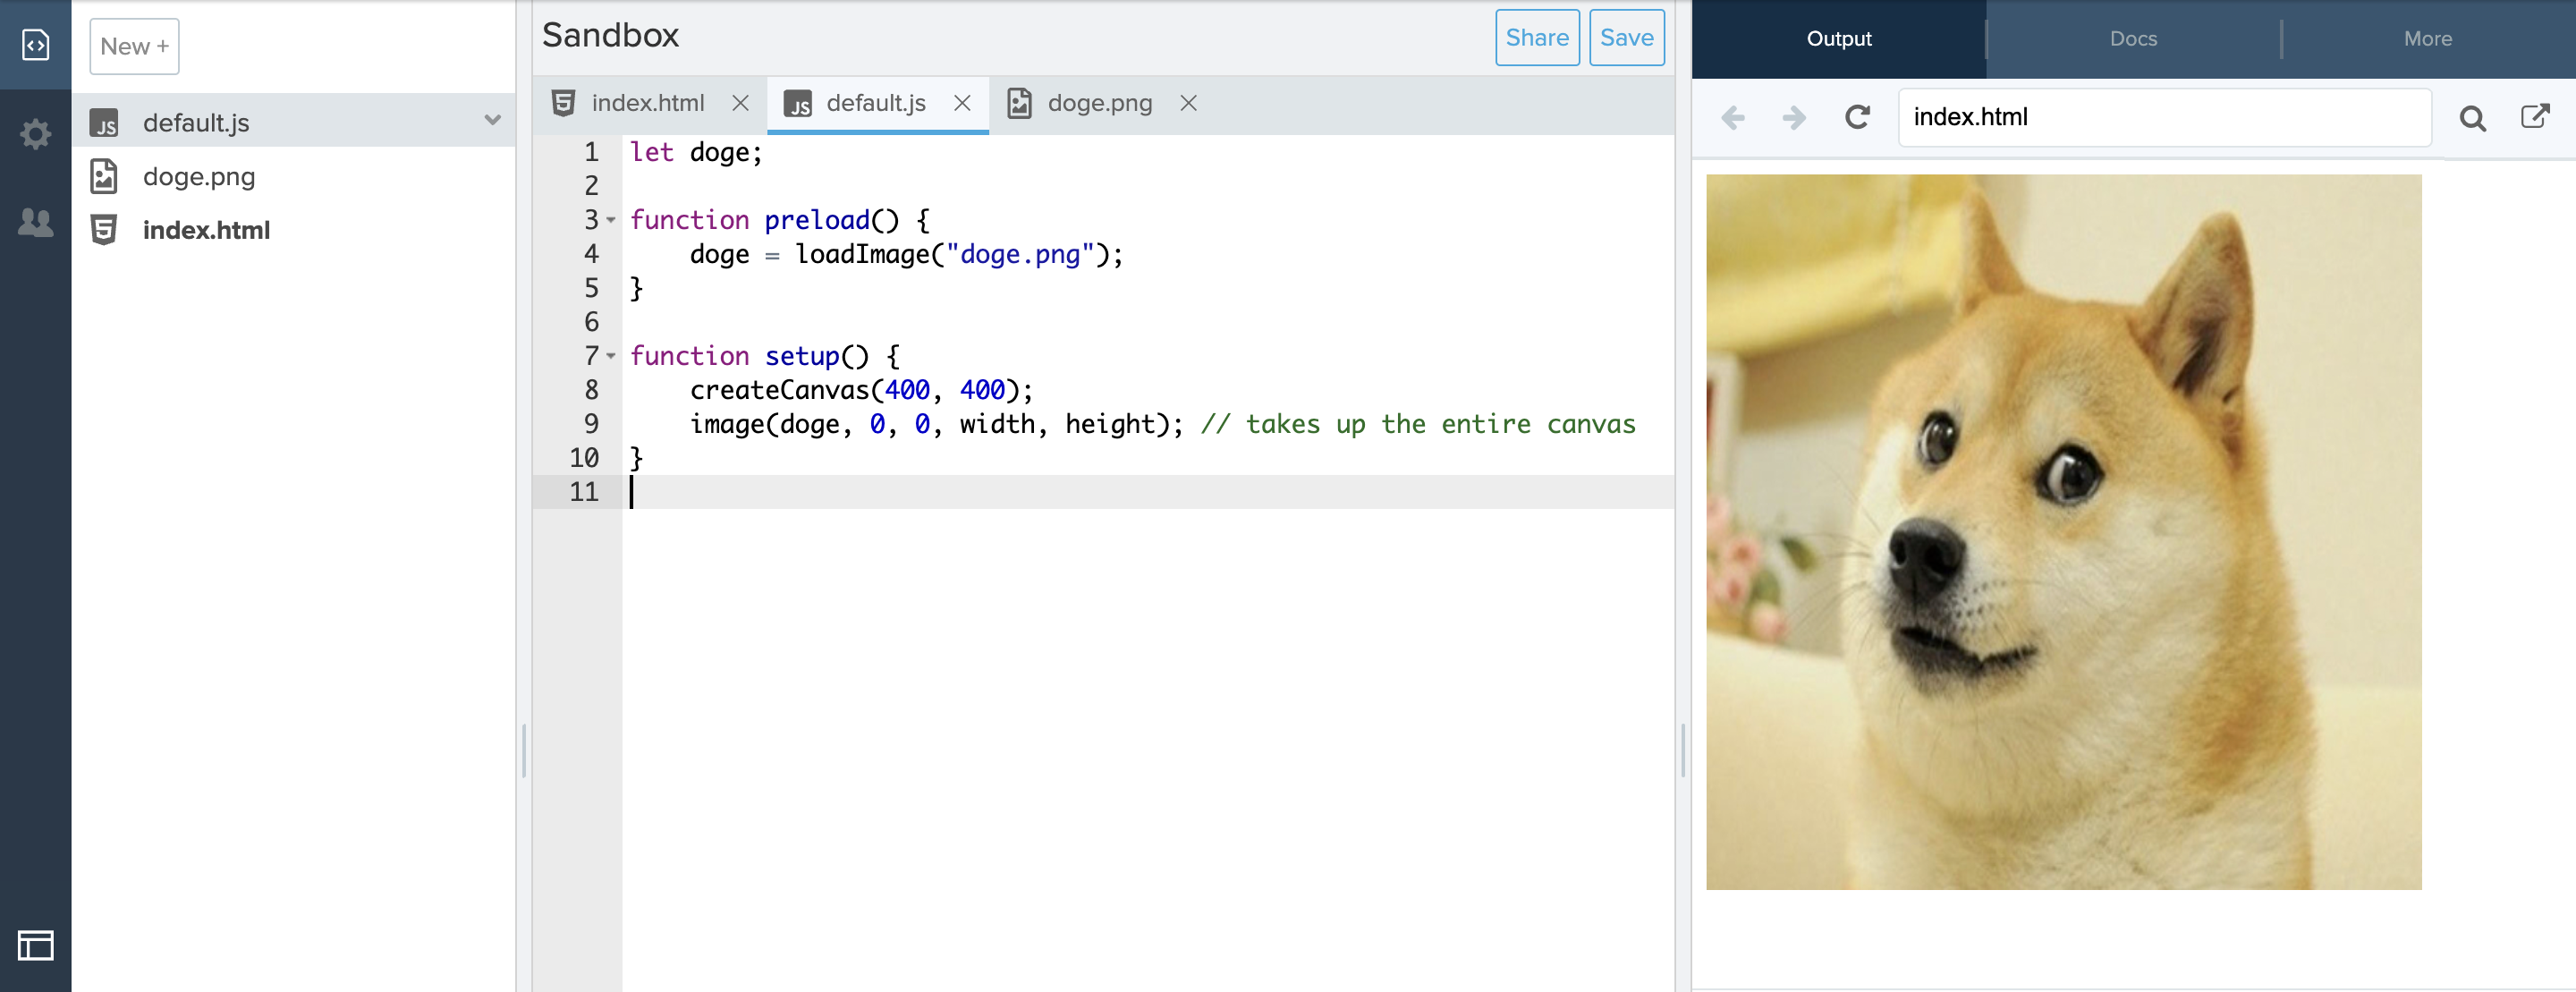 New +
default.js
doge.png
index.html
Sandbox
Share
Save
index.html
default.js
doge.png
1 let doge;
2
3 function preload() {
4     doge = loadImage("doge.png");
5 }
6
7 function setup() {
8     createCanvas(400, 400);
9     image(doge, 0, 0, width, height); // takes up the entire canvas
10 }
11
Output
Docs
More
index.html